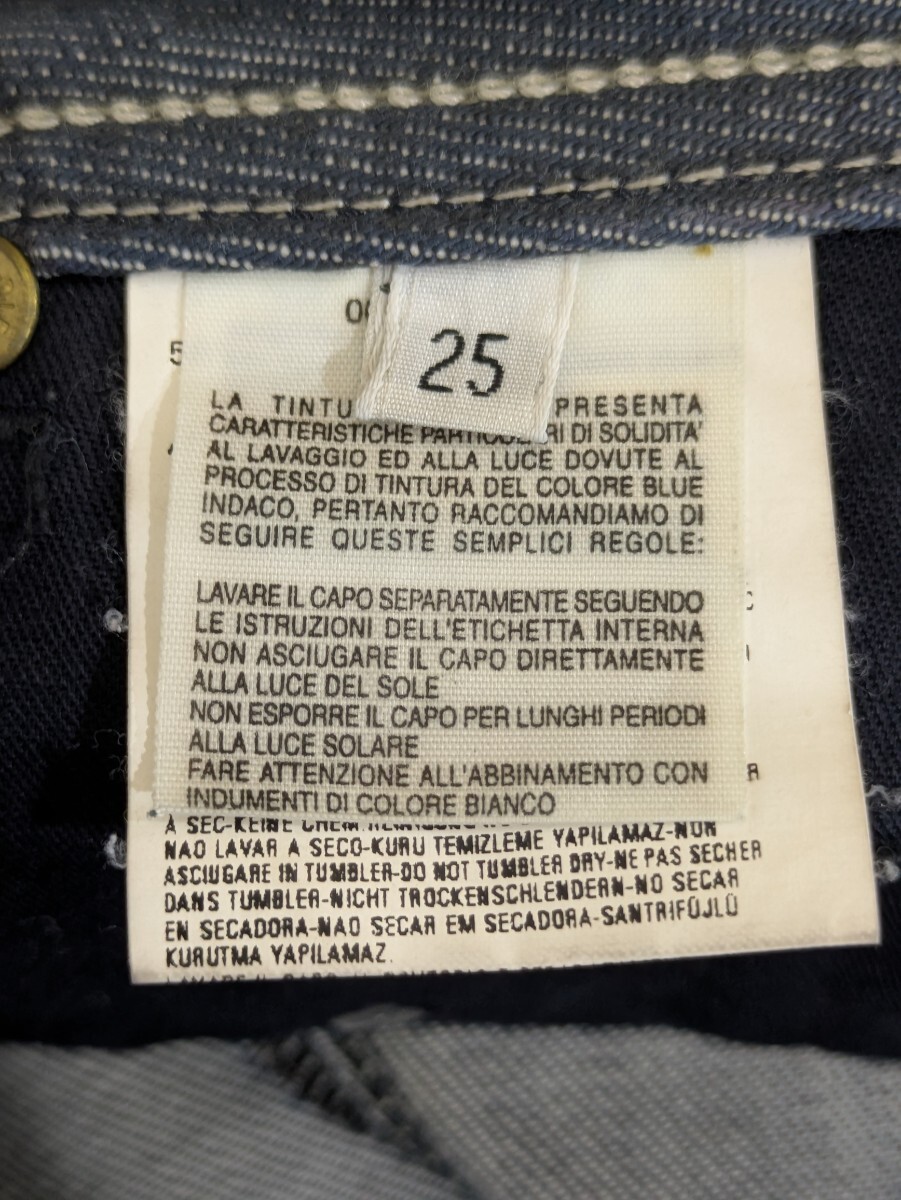 25
LA TINTU PRESENTA
CARATTERISTICHE RI DI SOLIDITA'
AL LAVAGGIO ED ALLA LUCE DOVUTE AL
PROCESSO DI TINTURA DEL COLORE BLUE
INDACO, PERTANTO RACCOMANDIAMO DI
SEGUIRE QUESTE SEMPLICI REGOLE:
LAVARE IL CAPO SEPARATAMENTE SEGUENDO
LE ISTRUZIONI DELL'ETICHETTA INTERNA
NON ASCIUGARE IL CAPO DIRETTAMENTE
ALLA LUCE DEL SOLE
NON ESPORRE IL CAPO PER LUNGHI PERIODI
ALLA LUCE SOLARE
FARE ATTENZIONE ALL'ABBINAMENTO CON
INDUMENTI DI COLORE BIANCO
A SEC-KEINE
NAO LAVAR A SECO-KURU TEMIZLEME YAPILAMAZ-NON
ASCIUGARE IN TUMBLER-DO NOT TUMBLER DRY-NE PAS SECHER
DANS TUMBLER-NICHT TROCKENSCHLENDERN-NO SECAR
EN SECADORA-NAO SECAR EM SECADORA-SANTRIFÜJLÜ
KURUTMA YAPILAMAZ.